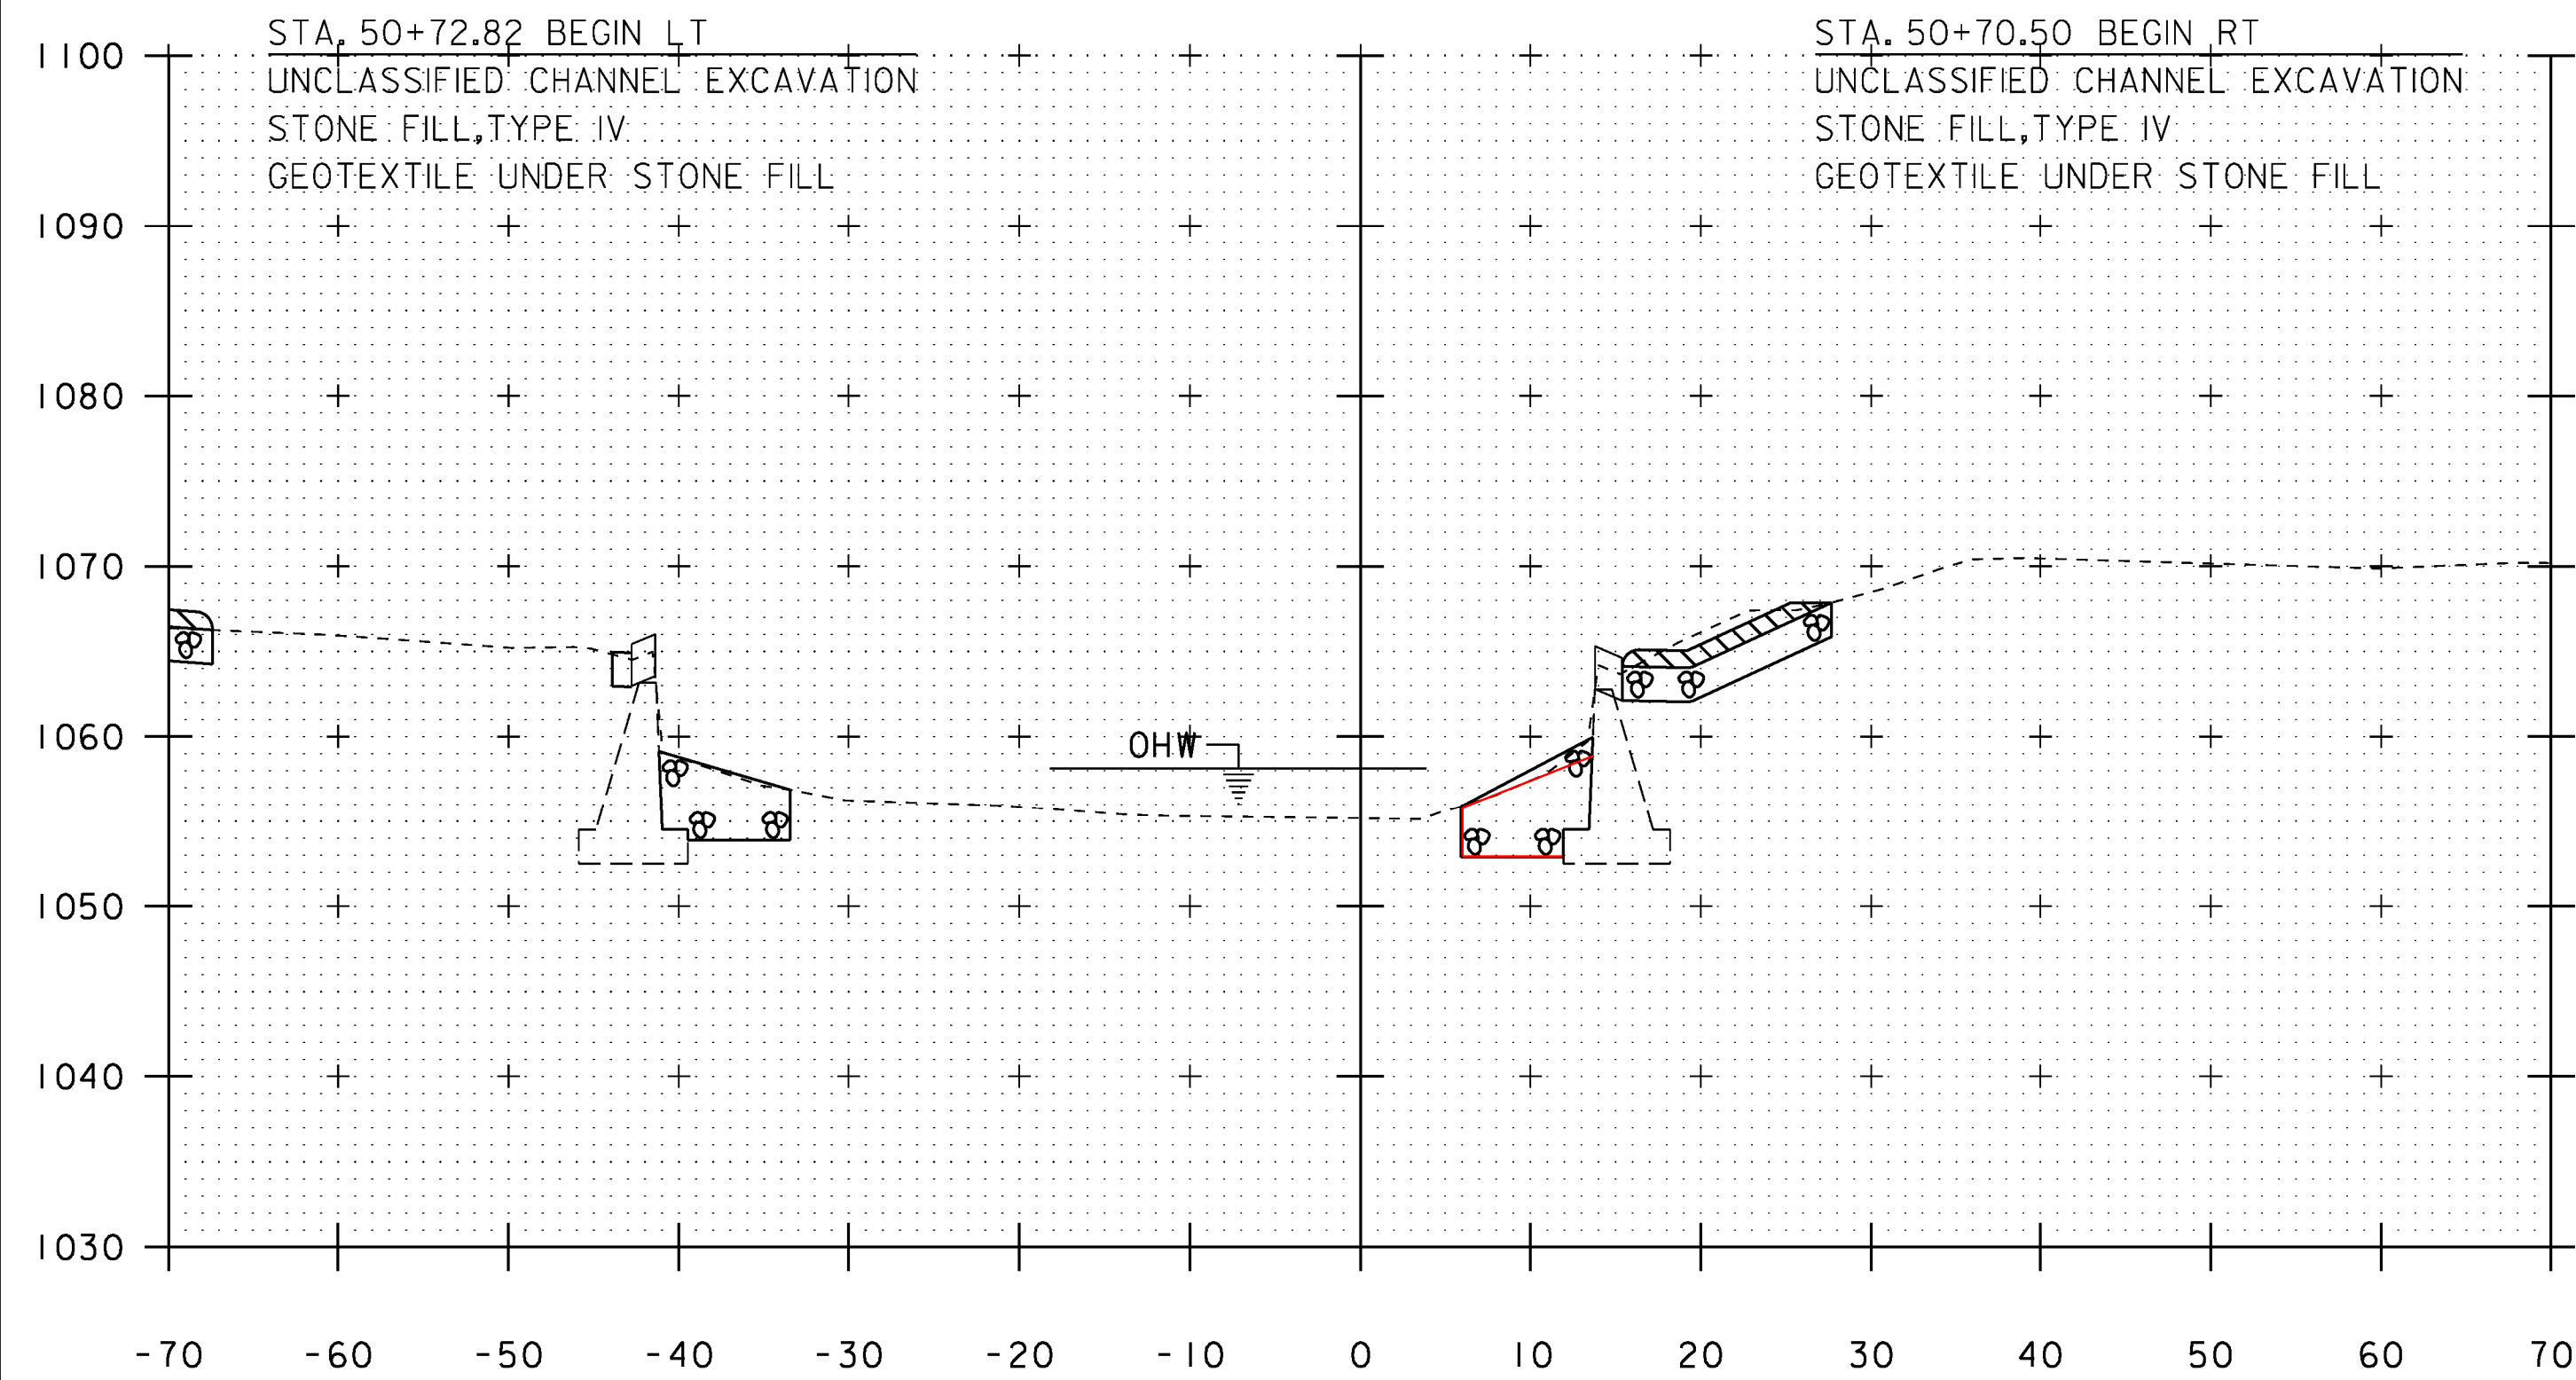 STA. 50+72.82 BEGIN LT
UNCLASSIFIED CHANNEL EXCAVATION
STONE FILL, TYPE IV
GEOTEXTILE UNDER STONE FILL
STA. 50+70.50 BEGIN RT
UNCLASSIFIED CHANNEL EXCAVATION
STONE FILL, TYPE IV
GEOTEXTILE UNDER STONE FILL
1100
1090
1080
1070
1060
1050
1040
1030
OHW
-70 -60 -50 -40 -30 -20 -10 0 10 20 30 40 50 60 70